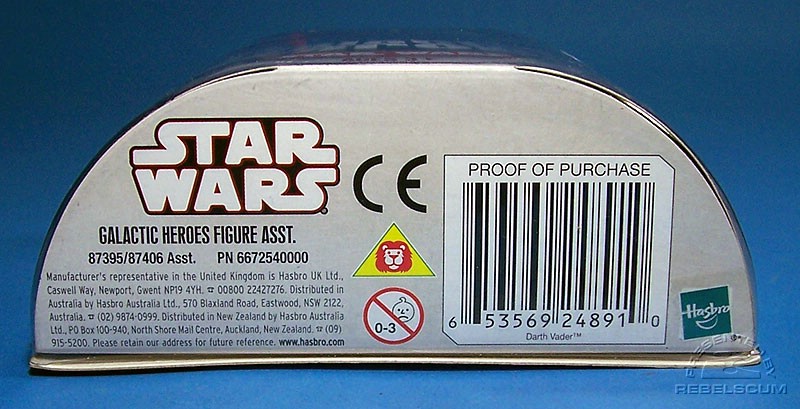 STAR
WARS
GALACTIC HEROES FIGURE ASST.
87395/87406 Asst. PN 6672540000
Manufacturer's representative in the United Kingdom is Hasbro UK Ltd.,
Caswell Way, Newport, Gwent NP19 4YH. ☎ 00800 22427276. Distributed in
Australia by Hasbro Australia Ltd., 570 Blaxland Road, Eastwood, NSW 2122,
Australia. ☎ (02) 9874-0999. Distributed in New Zealand by Hasbro Australia
Ltd., PO Box 100-940, North Shore Mail Centre, Auckland, New Zealand. ☎ (09)
915-5200. Please retain our address for future reference. www.hasbro.com
CE
0-3
PROOF OF PURCHASE
6 53569 24891 0
Darth Vader™
Hasbro
REBELSCUM